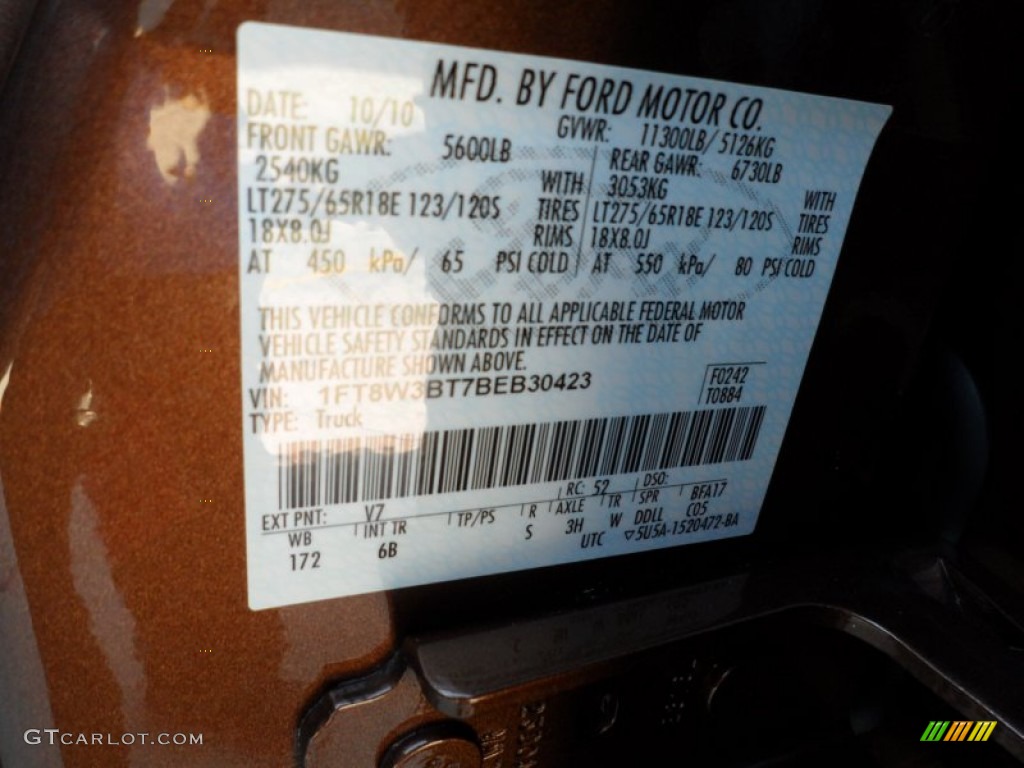 MFD. BY FORD MOTOR CO.
DATE: 10/10 GVWR: 11300LB/ 5126KG
FRONT GAWR: 5600LB REAR GAWR: 6730LB
2540KG WITH 3053KG WITH
LT275/65R18E 123/120S TIRES LT275/65R18E 123/120S TIRES
18X8.0J RIMS 18X8.0J RIMS
AT 450 kPa/ 65 PSI COLD AT 550 kPa/ 80 PSI COLD
THIS VEHICLE CONFORMS TO ALL APPLICABLE FEDERAL MOTOR
VEHICLE SAFETY STANDARDS IN EFFECT ON THE DATE OF
MANUFACTURE SHOWN ABOVE.
VIN: 1FT8W3BT7BEB30423 F0242
TYPE: Truck T0884
EXT PNT: V7 RC: 52 DSO:
WB INT TR TP/PS R AXLE TR SPR BFA17
172 6B S 3H W DDLL C05
UTC ▽5U5A-1520472-BA
GTCARLOT.COM